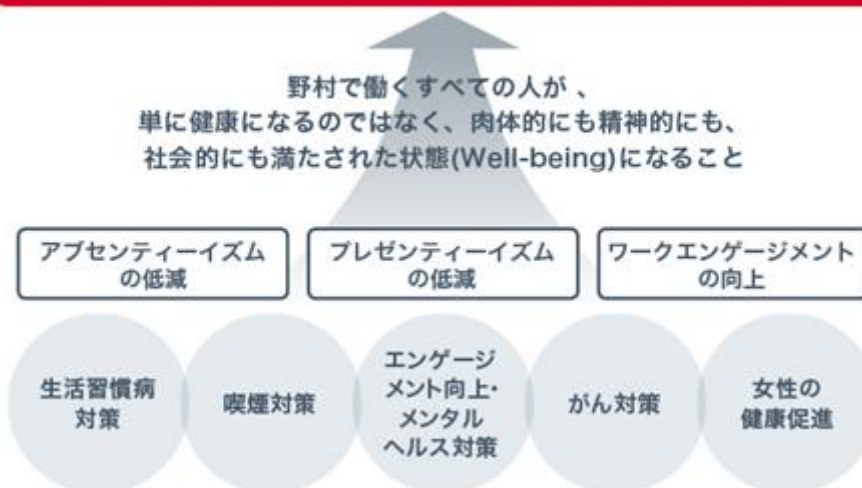 野村で働くすべての人が 、
単に健康になるのではなく、肉体的にも精神的にも、
社会的にも満たされた状態(Well-being)になること
アブセンティーイズム
の低減
プレゼンティーイズム
の低減
ワークエンゲージメント
の向上
生活習慣病
対策
喫煙対策
エンゲージ
メント向上・
メンタル
ヘルス対策
がん対策
女性の
健康促進